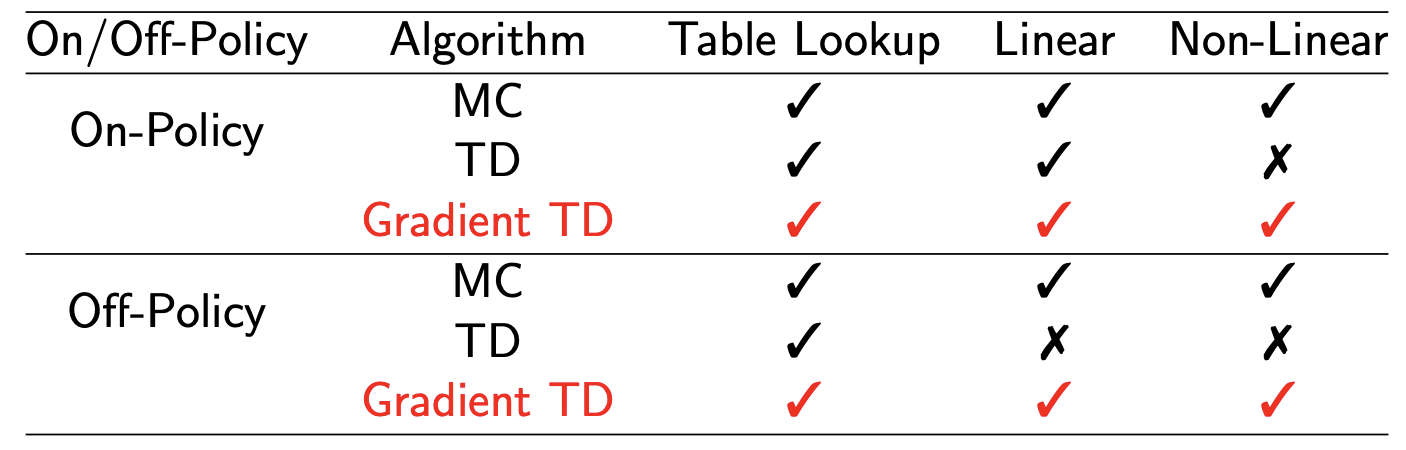 On/Off-Policy Algorithm Table Lookup Linear Non-Linear
On-Policy MC ✓ ✓ ✓
TD ✓ ✓ ✗
Gradient TD ✓ ✓ ✓
Off-Policy MC ✓ ✓ ✓
TD ✓ ✗ ✗
Gradient TD ✓ ✓ ✓